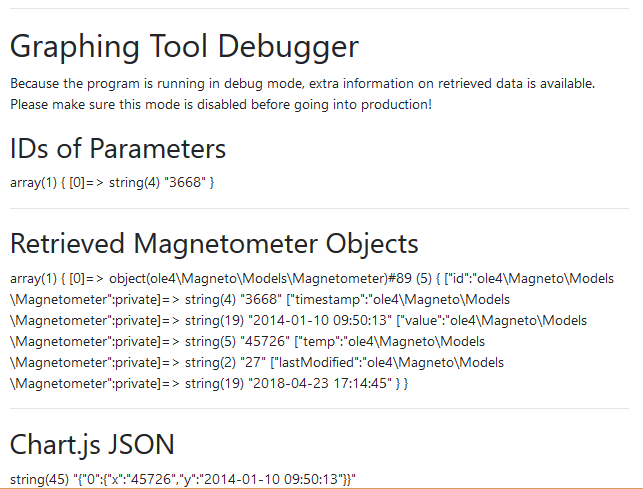 Graphing Tool Debugger
Because the program is running in debug mode, extra information on retrieved data is available.
Please make sure this mode is disabled before going into production!
IDs of Parameters
array(1) { [0]=> string(4) "3668" }
Retrieved Magnetometer Objects
array(1) { [0]=> object(ole4\Magneto\Models\Magnetometer)#89 (5) { ["id":"ole4\Magneto\Models
\Magnetometer":private]=> string(4) "3668" ["timestamp":"ole4\Magneto\Models
\Magnetometer":private]=> string(19) "2014-01-10 09:50:13" ["value":"ole4\Magneto\Models
\Magnetometer":private]=> string(5) "45726" ["temp":"ole4\Magneto\Models
\Magnetometer":private]=> string(2) "27" ["lastModified":"ole4\Magneto\Models
\Magnetometer":private]=> string(19) "2018-04-23 17:14:45" } }
Chart.js JSON
string(45) "{"0":{"x":"45726","y":"2014-01-10 09:50:13"}}"